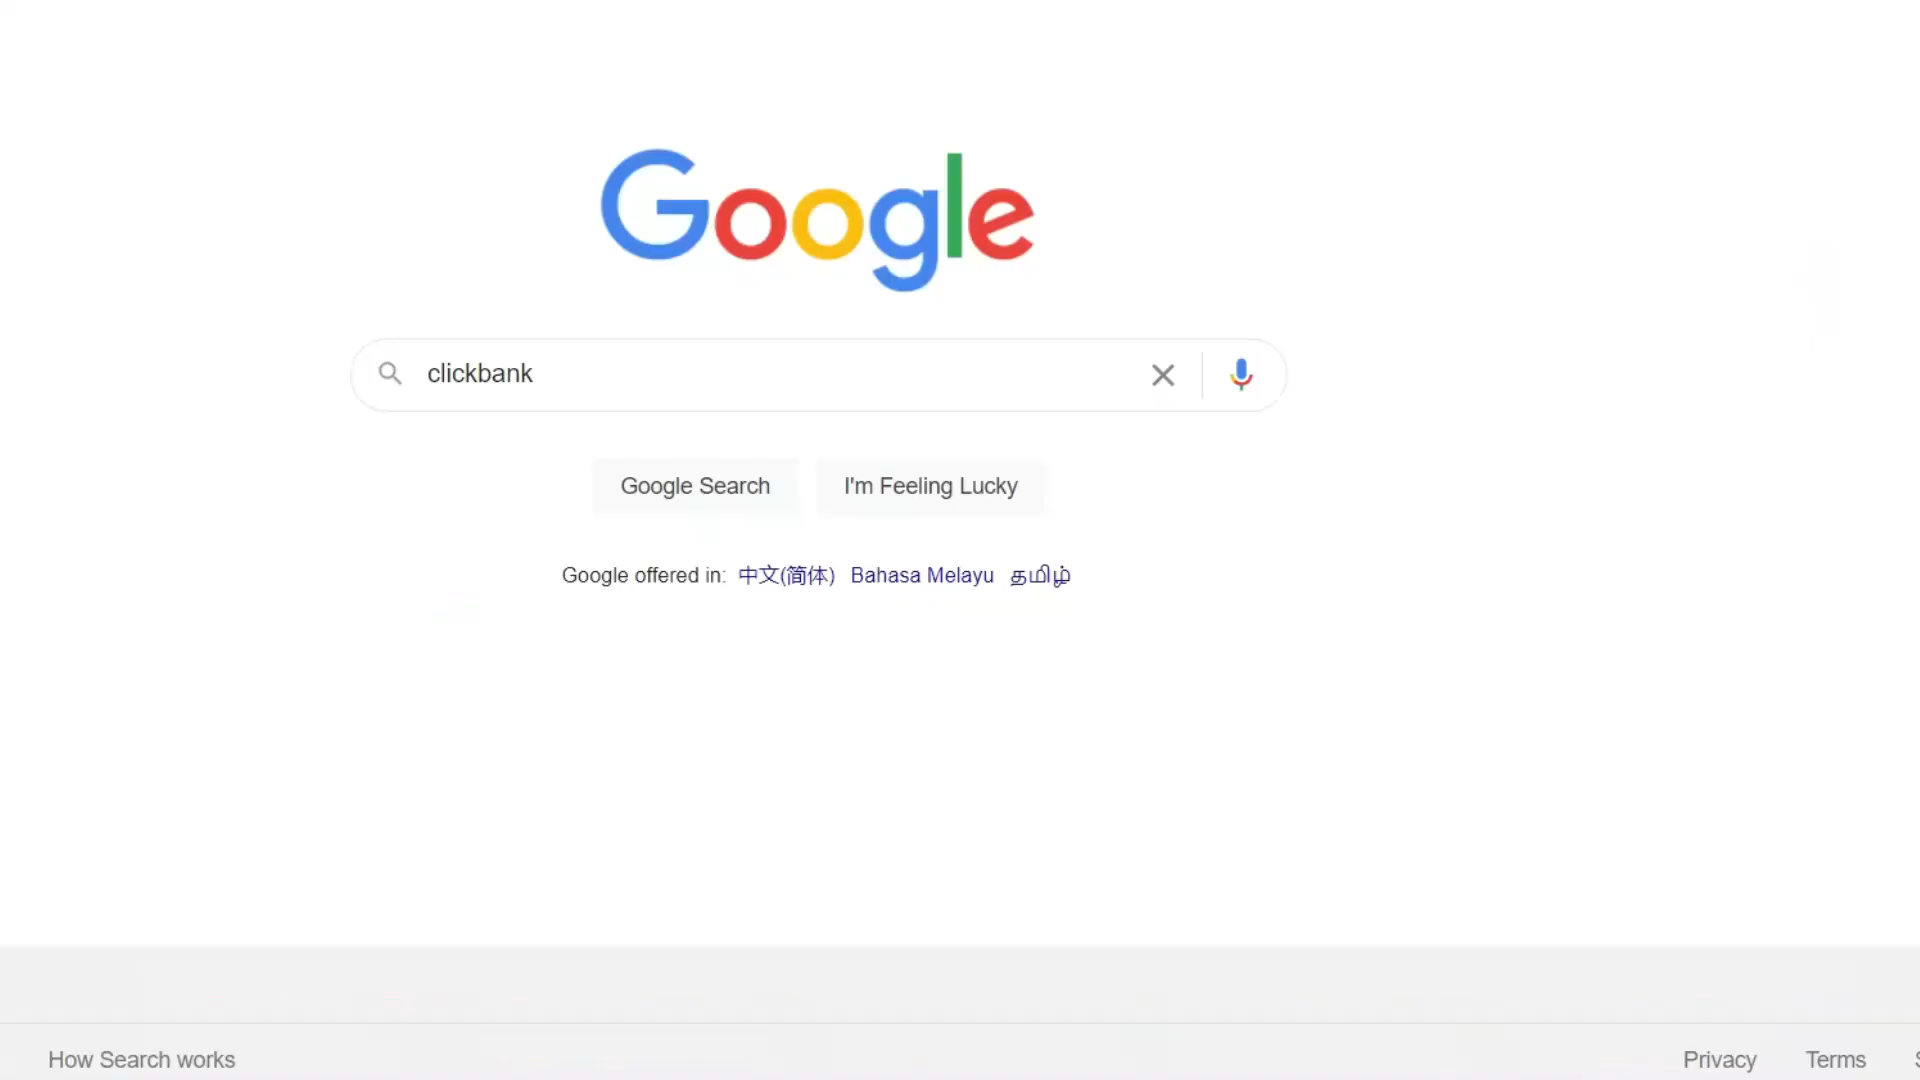 Google
clickbank
Google Search I'm Feeling Lucky
Google offered in: 中文(简体) Bahasa Melayu தமிழ்
How Search works Privacy Terms